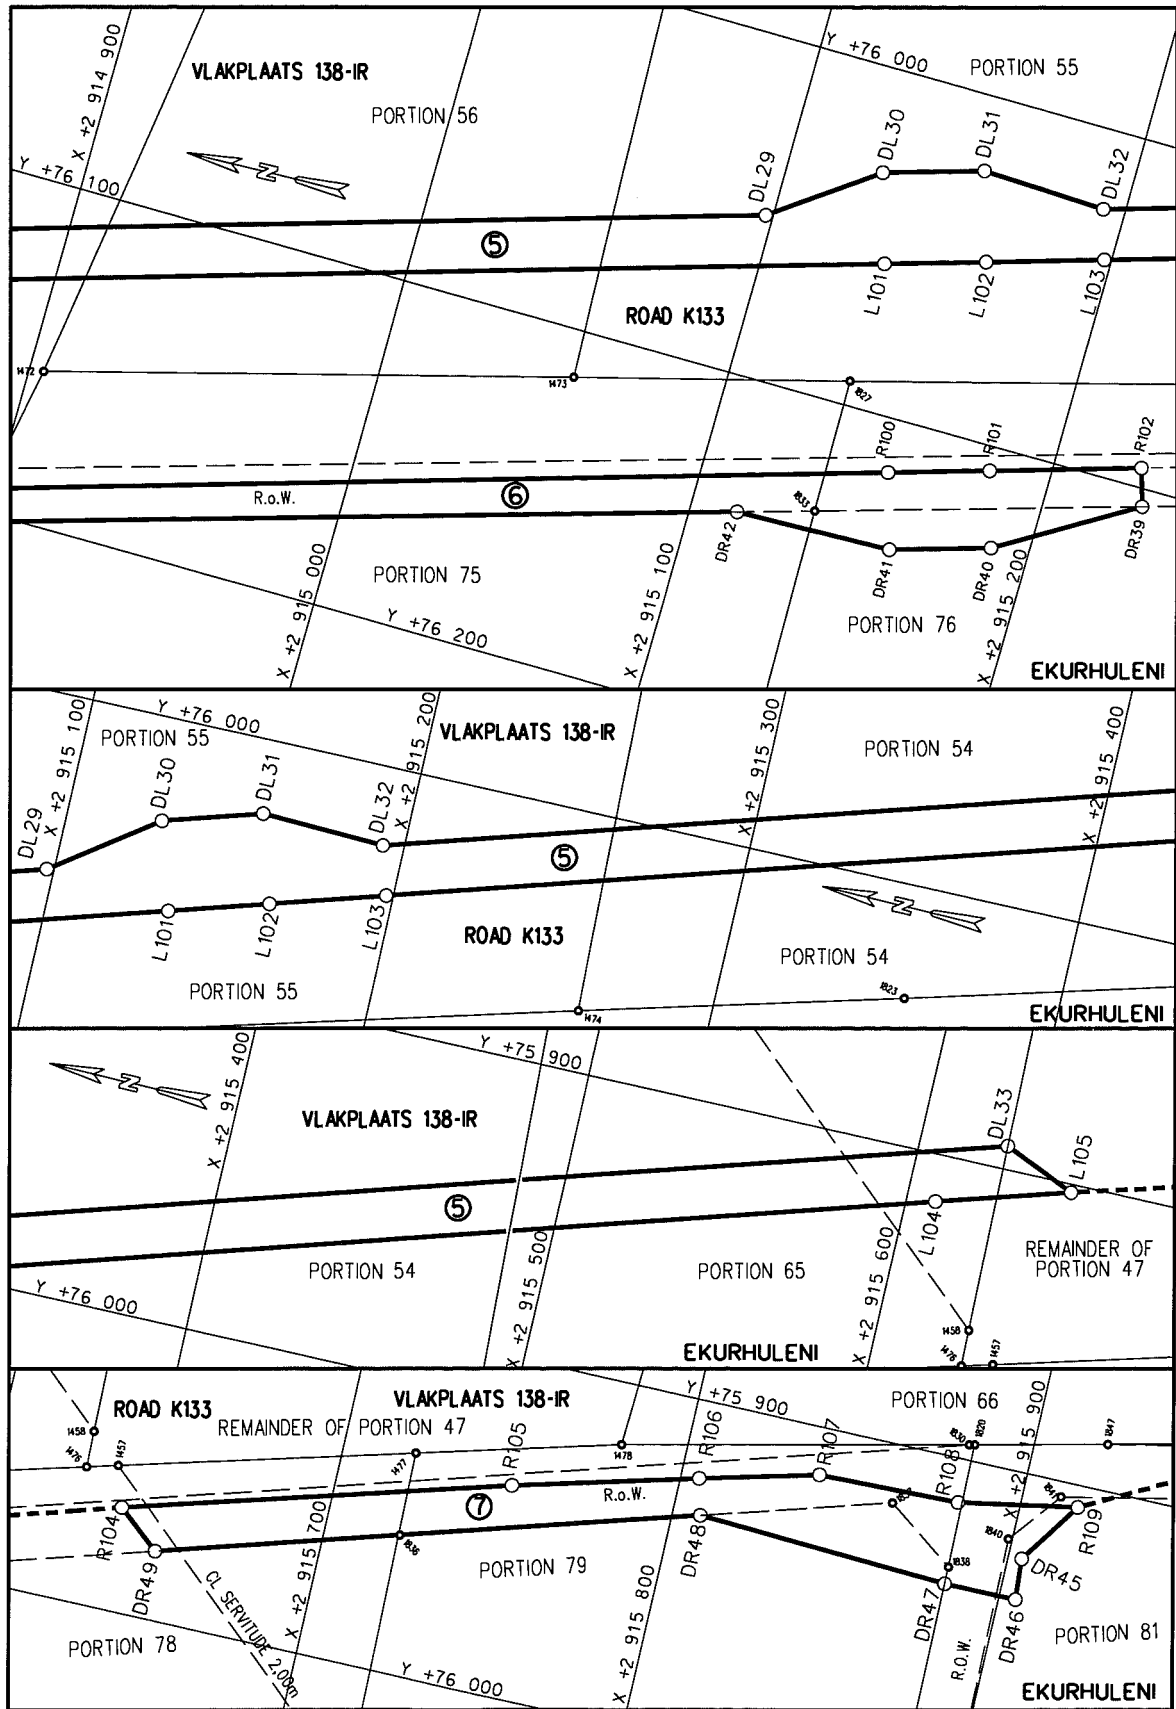 VLAKPLAATS 138-IR
X +2 914 900
PORTION 56
Y +76 000
PORTION 55
Y +76 100
N
DL29
DL30
DL31
DL32
5
L101
L102
L103
ROAD K133
1472
1473
1827
R100
R101
R102
R.o.W.
6
1833
DR42
DR41
DR40
DR39
X +2 915 000
X +2 915 100
X +2 915 200
PORTION 75
Y +76 200
PORTION 76
EKURHULENI
Y +76 000
PORTION 55
X +2 915 100
X +2 915 200
VLAKPLAATS 138-IR
X +2 915 300
PORTION 54
X +2 915 400
DL29
DL30
DL31
DL32
5
L101
L102
L103
ROAD K133
N
PORTION 54
PORTION 55
1474
1823
EKURHULENI
X +2 915 400
Y +75 900
N
VLAKPLAATS 138-IR
DL33
L105
5
L104
PORTION 54
X +2 915 500
PORTION 65
X +2 915 600
REMAINDER OF
PORTION 47
Y +76 000
1458
1476
1457
EKURHULENI
ROAD K133
VLAKPLAATS 138-IR
Y +75 900
PORTION 66
REMAINDER OF PORTION 47
1458
1476
1457
1477
R105
1478
R106
R107
1830
1820
X +2 915 900
1847
R.o.W.
7
R108
1841
R109
R104
1836
DR48
1840
1838
DR49
X +2 915 700
PORTION 79
X +2 915 800
DR47
DR45
DR46
CL SERVITUDE 2,00m
PORTION 78
Y +76 000
R.O.W.
PORTION 81
EKURHULENI